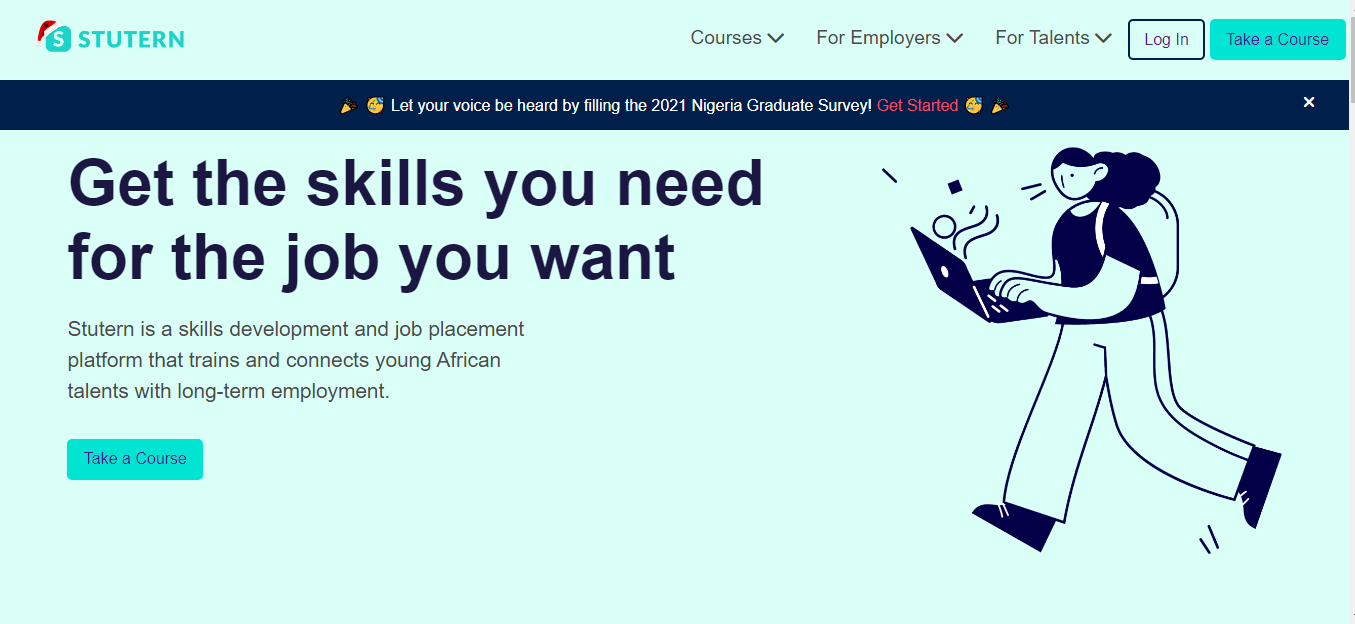 S STUTERN
Courses For Employers For Talents Log In Take a Course
Let your voice be heard by filling the 2021 Nigeria Graduate Survey! Get Started
Get the skills you need
for the job you want
Stutern is a skills development and job placement
platform that trains and connects young African
talents with long-term employment.
Take a Course